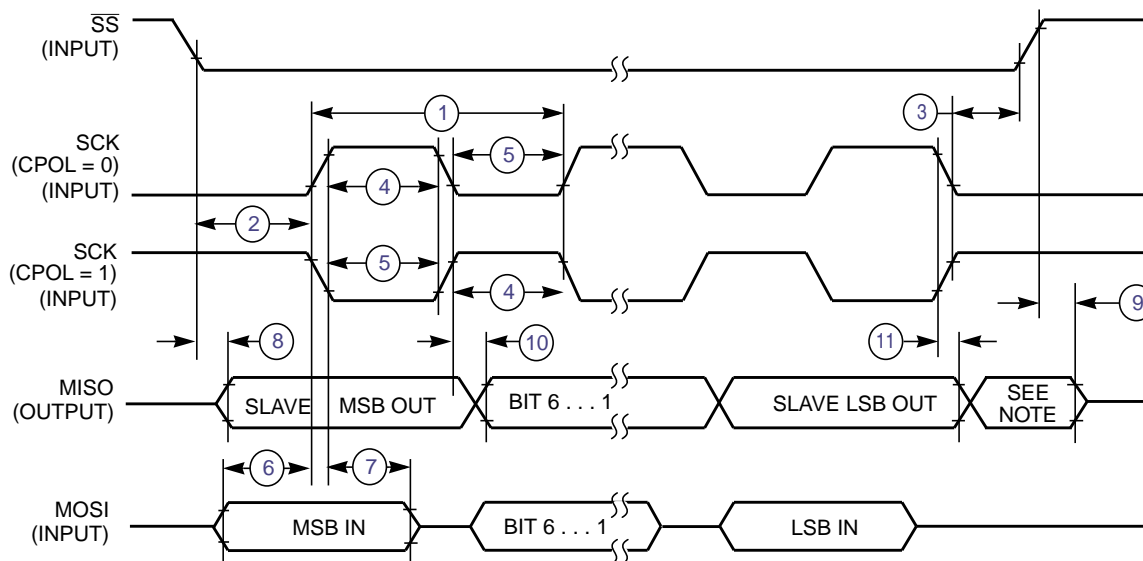 SS
(INPUT)
1
3
SCK
(CPOL = 0)
(INPUT)
5
4
2
SCK
(CPOL = 1)
(INPUT)
5
4
9
8
10
11
MISO
(OUTPUT)
SLAVE MSB OUT
BIT 6 . . . 1
SLAVE LSB OUT
SEE
NOTE
6
7
MOSI
(INPUT)
MSB IN
BIT 6 . . . 1
LSB IN